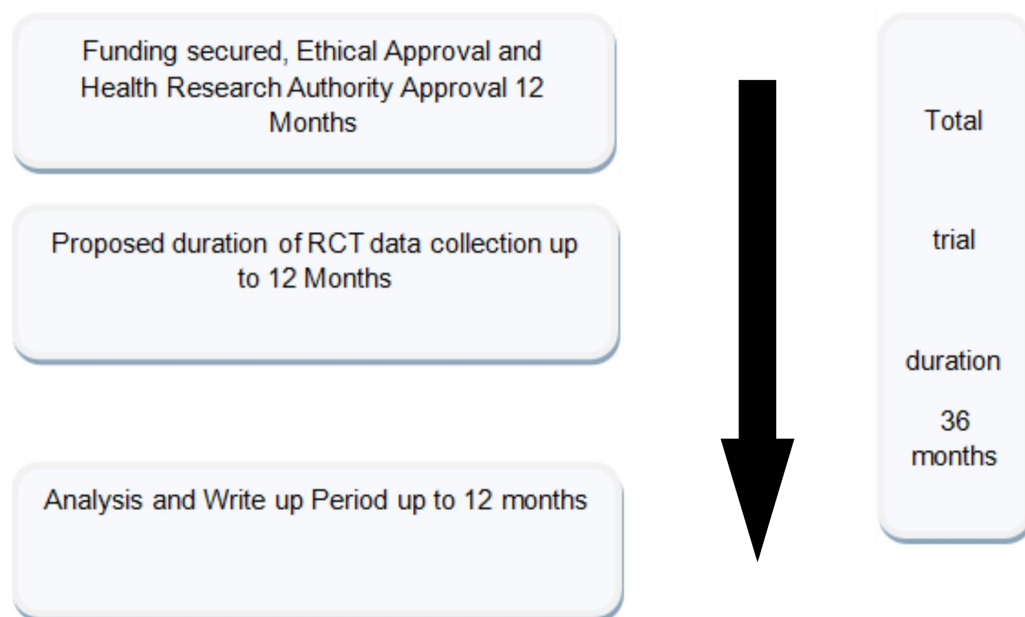 Funding secured, Ethical Approval and
Health Research Authority Approval 12
Months
Proposed duration of RCT data collection up
to 12 Months
Analysis and Write up Period up to 12 months
Total
trial
duration
36
months